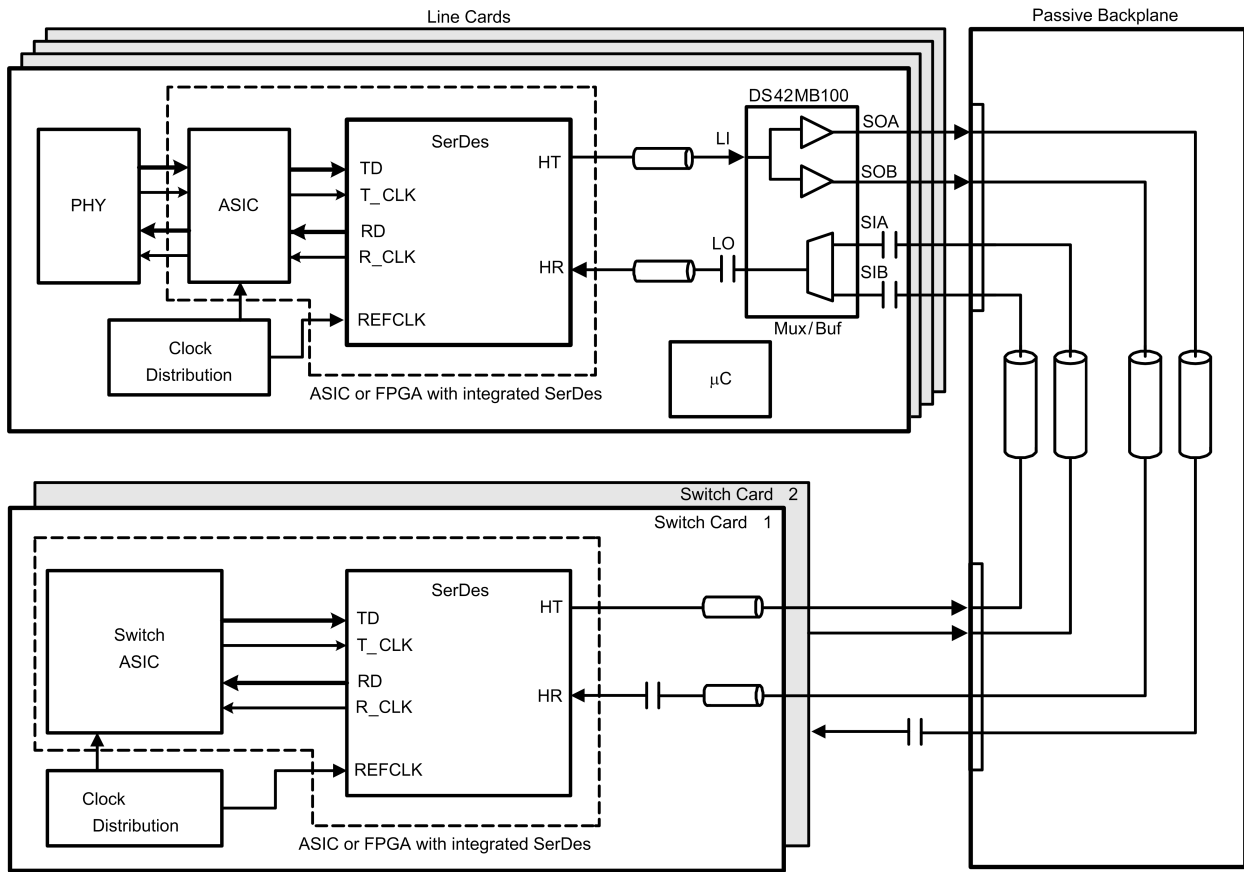 Line Cards
Passive Backplane
DS42MB100
SOA
LI
SerDes
HT
TD
T_CLK
SOB
PHY
ASIC
RD
R_CLK
SIA
LO
HR
SIB
REFCLK
Mux/Buf
Clock
Distribution
μC
ASIC or FPGA with integrated SerDes
Switch Card 2
Switch Card 1
SerDes
HT
TD
Switch
ASIC
T_CLK
RD
HR
R_CLK
REFCLK
Clock
Distribution
ASIC or FPGA with integrated SerDes